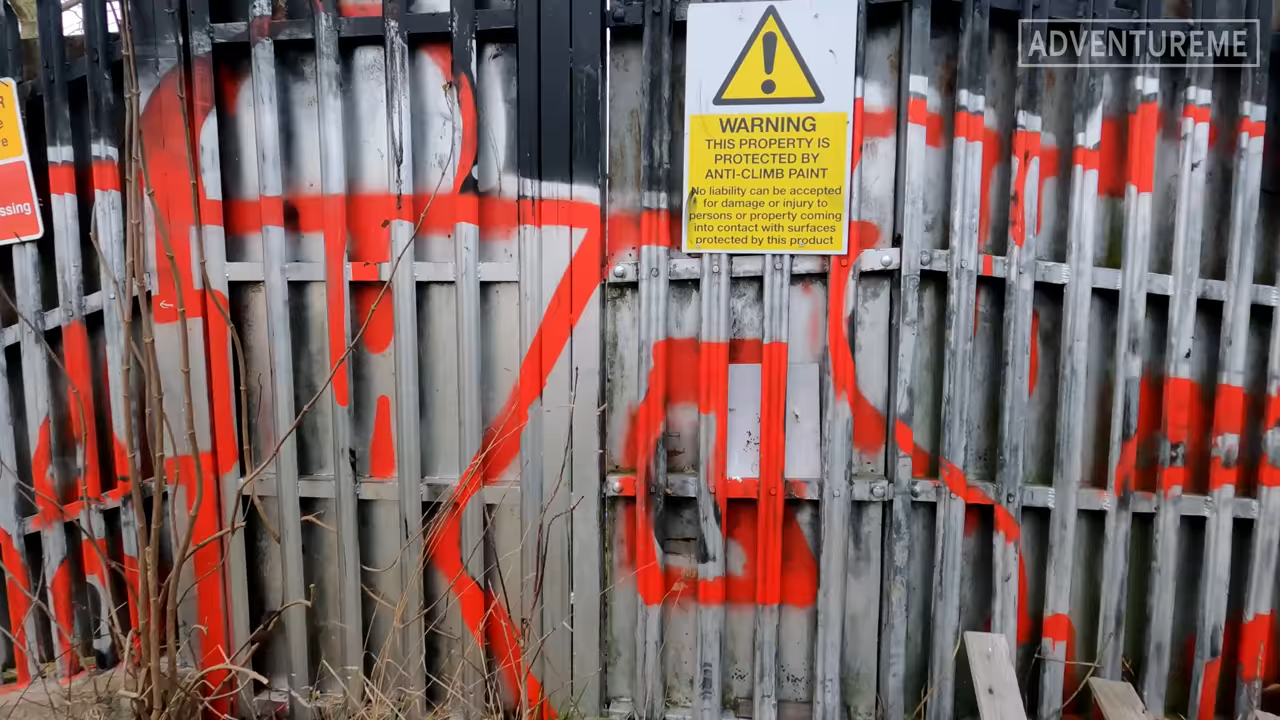 ADVENTUREME
WARNING
THIS PROPERTY IS
PROTECTED BY
ANTI-CLIMB PAINT
No liability can be accepted
for damage or injury to
persons or property coming
into contact with surfaces
protected by this product